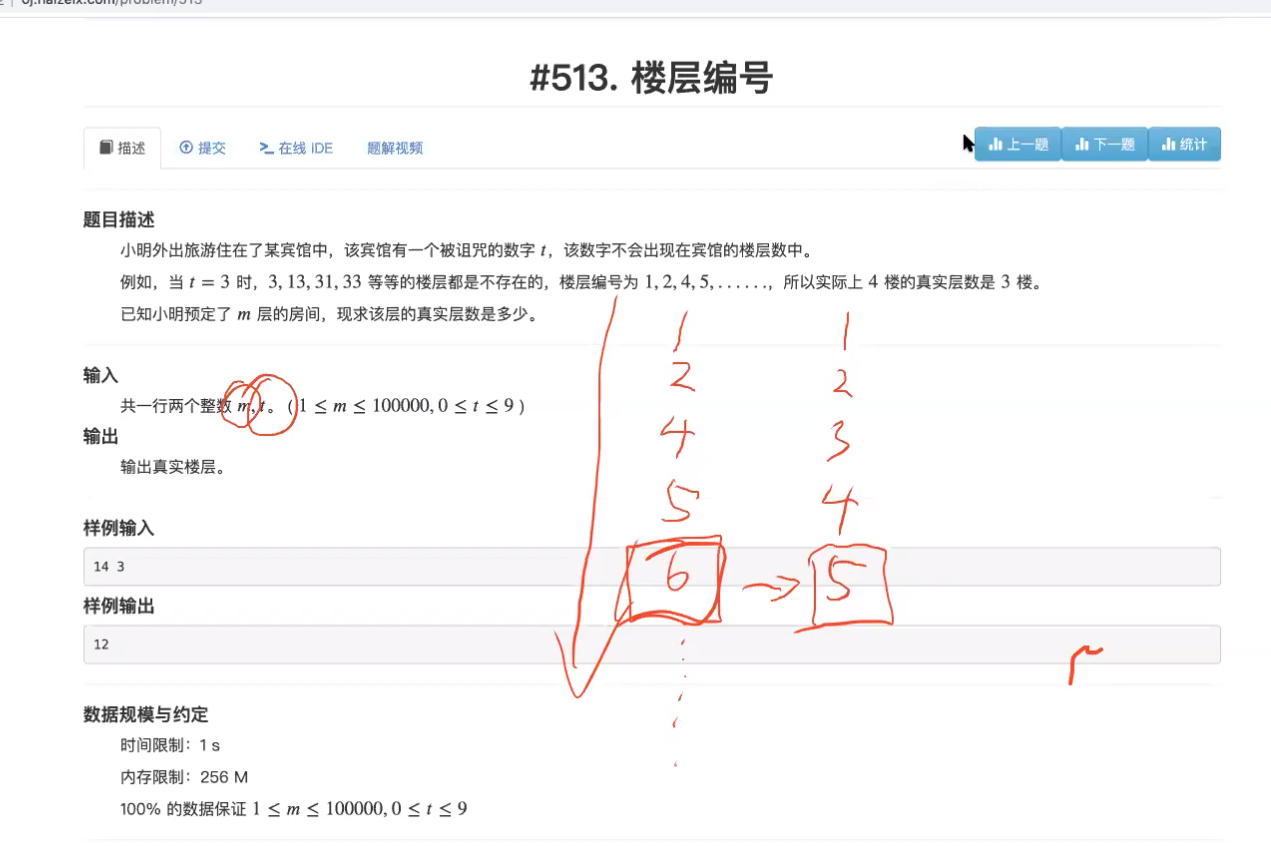 oj.haizeix.com/problem/513
#513. 楼层编号
描述 提交 >_ 在线 IDE 题解视频 上一题 下一题 统计
题目描述
小明外出旅游住在了某宾馆中，该宾馆有一个被诅咒的数字 t，该数字不会出现在宾馆的楼层数中。
例如，当 t = 3 时，3, 13, 31, 33 等等的楼层都是不存在的，楼层编号为 1, 2, 4, 5, ......，所以实际上 4 楼的真实层数是 3 楼。
已知小明预定了 m 层的房间，现求该层的真实层数是多少。
1 1
输入
2 2
共一行两个整数 m, t。（ 1 ≤ m ≤ 100000, 0 ≤ t ≤ 9 ）
输出
4 3
输出真实楼层。
5 4
样例输入
14 3
6 → 5
样例输出
12
数据规模与约定
时间限制：1 s
内存限制：256 M
100% 的数据保证 1 ≤ m ≤ 100000, 0 ≤ t ≤ 9